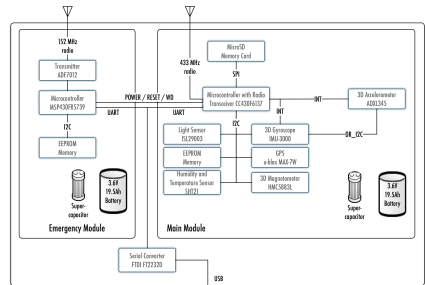 152 MHz
radio
Transmitter
ADF7012
Microcontroller
MSP430FR5739
I2C
EEPROM
Memory
Super-
capacitor
3.6V
19.5Ah
Battery
Emergency Module
POWER / RESET / WD
UART
UART
433 MHz
radio
MicroSD
Memory Card
SPI
Microcontroller with Radio
Transceiver CC430F6137
INT
3D Accelerometer
ADXL345
I2C
INT
Light Sensor
ISL29003
3D Gyroscope
IMU-3000
DR_I2C
EEPROM
Memory
GPS
u-blox MAX-7W
Humidity and
Temperature Sensor
SHT21
3D Magnetometer
HMC5883L
Super-
capacitor
3.6V
19.5Ah
Battery
Main Module
Serial Converter
FTDI FT2232D
USB